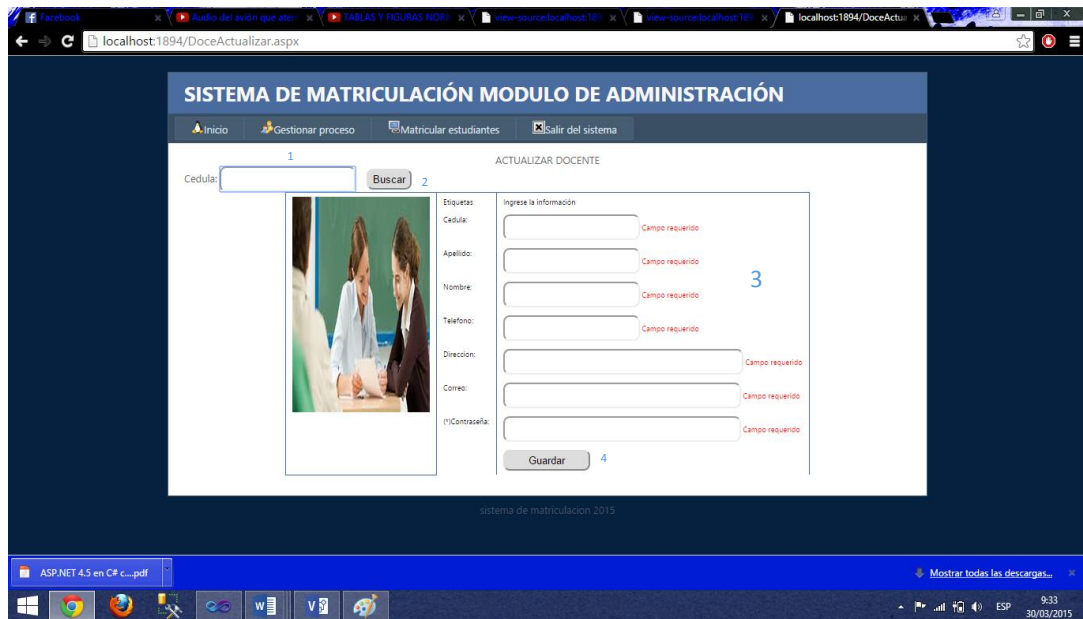 Facebook
Audio del avión que ater
TABLAS Y FIGURAS NOR
view-source:localhost:18
view-source:localhost:18
localhost:1894/DoceActua
localhost:1894/DoceActualizar.aspx
SISTEMA DE MATRICULACIÓN MODULO DE ADMINISTRACIÓN
Inicio Gestionar proceso Matricular estudiantes Salir del sistema
1
ACTUALIZAR DOCENTE
Cedula: Buscar 2
Etiquetas Ingrese la información
Cedula: Campo requerido
Apellido: Campo requerido
3
Nombre: Campo requerido
Telefono: Campo requerido
Direccion: Campo requerido
Correo: Campo requerido
(*)Contraseña: Campo requerido
Guardar 4
sistema de matriculacion 2015
ASP.NET 4.5 en C# c....pdf
Mostrar todas las descargas...
ESP
9:33
30/03/2015